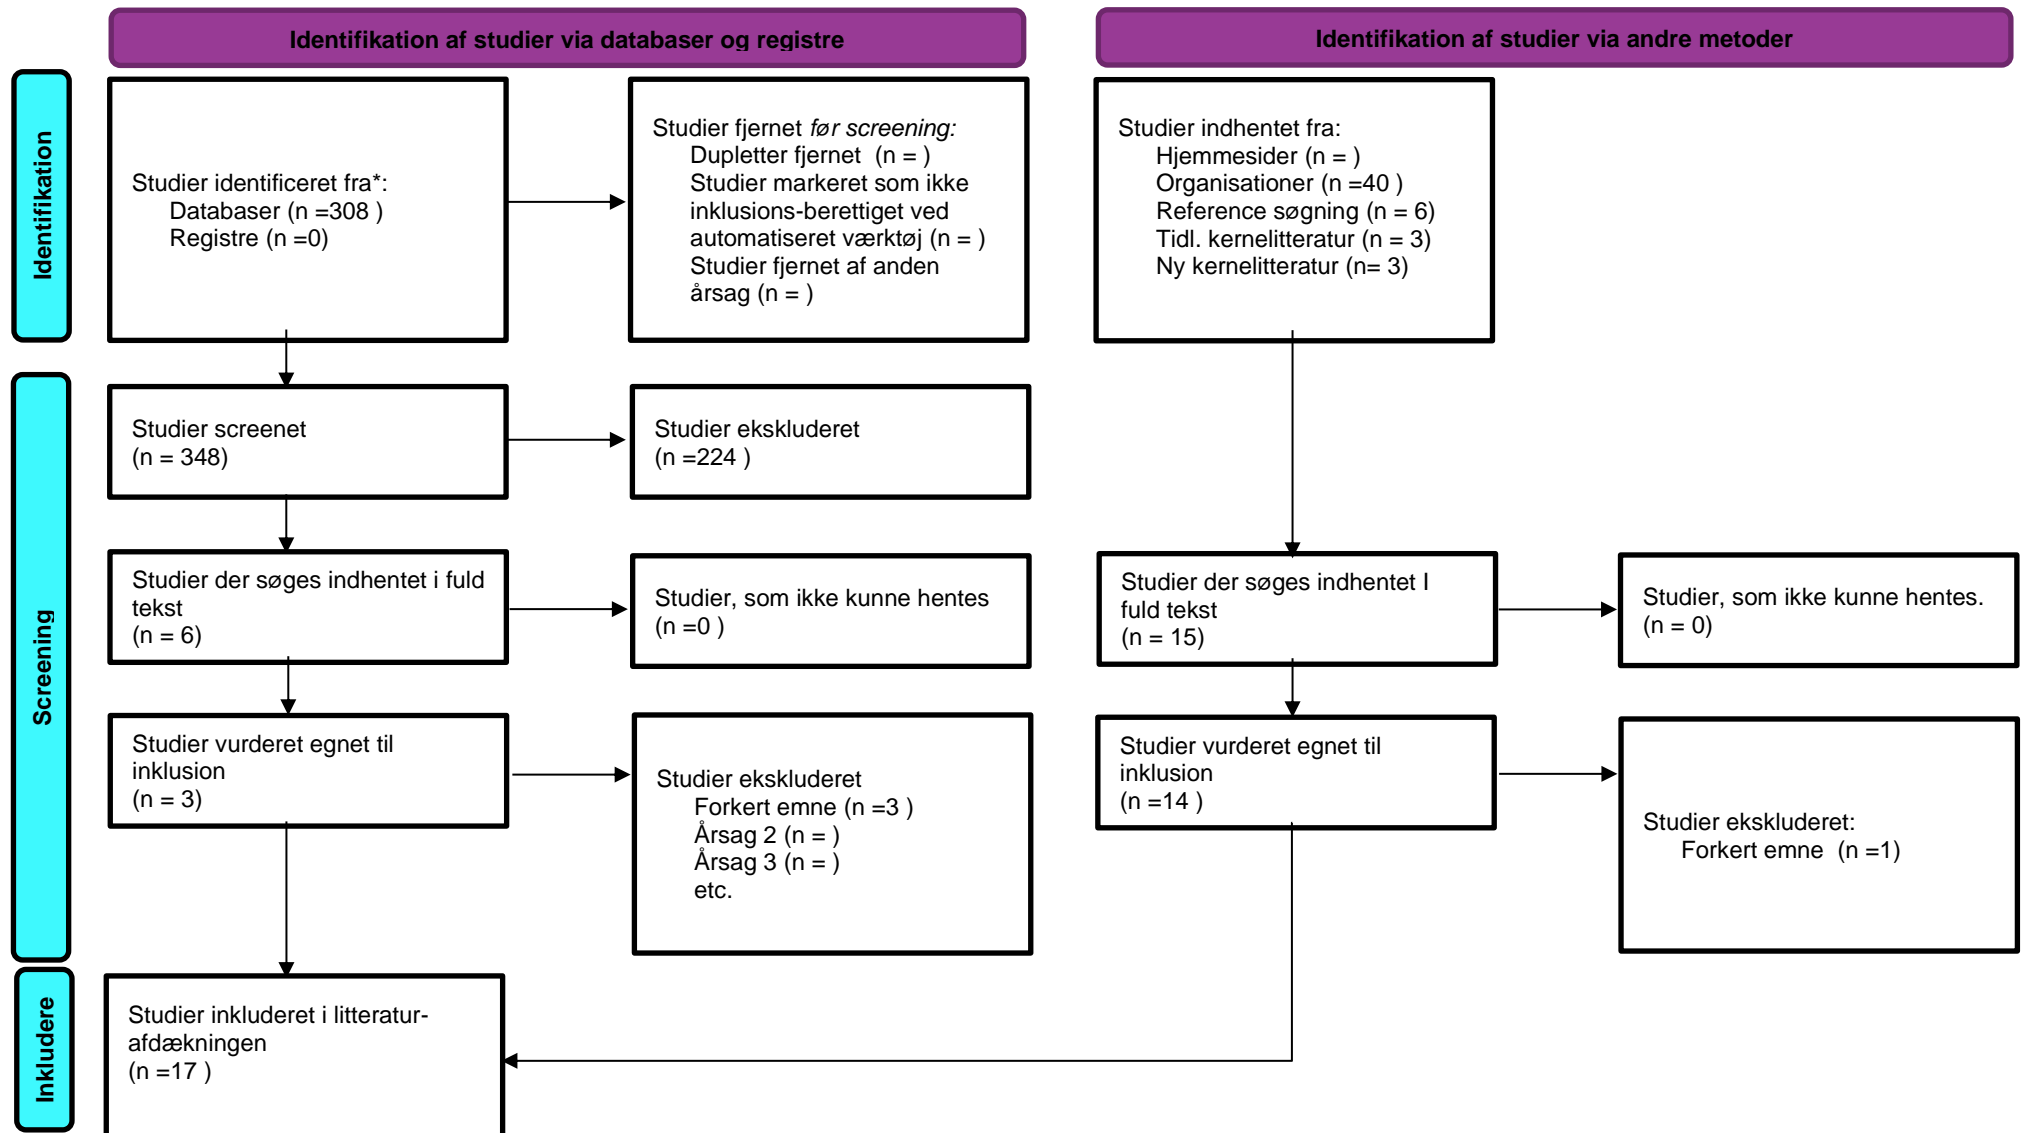 Identifikation af studier via databaser og registre
Identifikation af studier via andre metoder
Identifikation
Studier identificeret fra*:
Databaser (n =308 )
Registre (n =0)
Studier fjernet før screening:
Dupletter fjernet (n = )
Studier markeret som ikke
inklusions-berettiget ved
automatiseret værktøj (n = )
Studier fjernet af anden
årsag (n = )
Studier indhentet fra:
Hjemmesider (n = )
Organisationer (n =40 )
Reference søgning (n = 6)
Tidl. kernelitteratur (n = 3)
Ny kernelitteratur (n= 3)
Screening
Studier screenet
(n = 348)
Studier ekskluderet
(n =224 )
Studier der søges indhentet i fuld
tekst
(n = 6)
Studier, som ikke kunne hentes
(n =0 )
Studier der søges indhentet I
fuld tekst
(n = 15)
Studier, som ikke kunne hentes.
(n = 0)
Studier vurderet egnet til
inklusion
(n = 3)
Studier ekskluderet
Forkert emne (n =3 )
Årsag 2 (n = )
Årsag 3 (n = )
etc.
Studier vurderet egnet til
inklusion
(n =14 )
Studier ekskluderet:
Forkert emne (n =1)
Inkludere
Studier inkluderet i litteratur-
afdækningen
(n =17 )